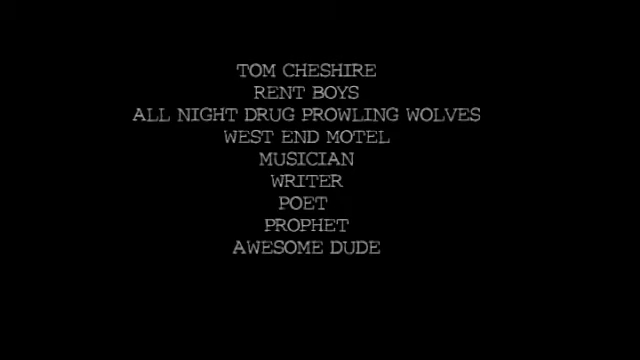 TOM CHESHIRE
RENT BOYS
ALL NIGHT DRUG PROWLING WOLVES
WEST END MOTEL
MUSICIAN
WRITER
POET
PROPHET
AWESOME DUDE